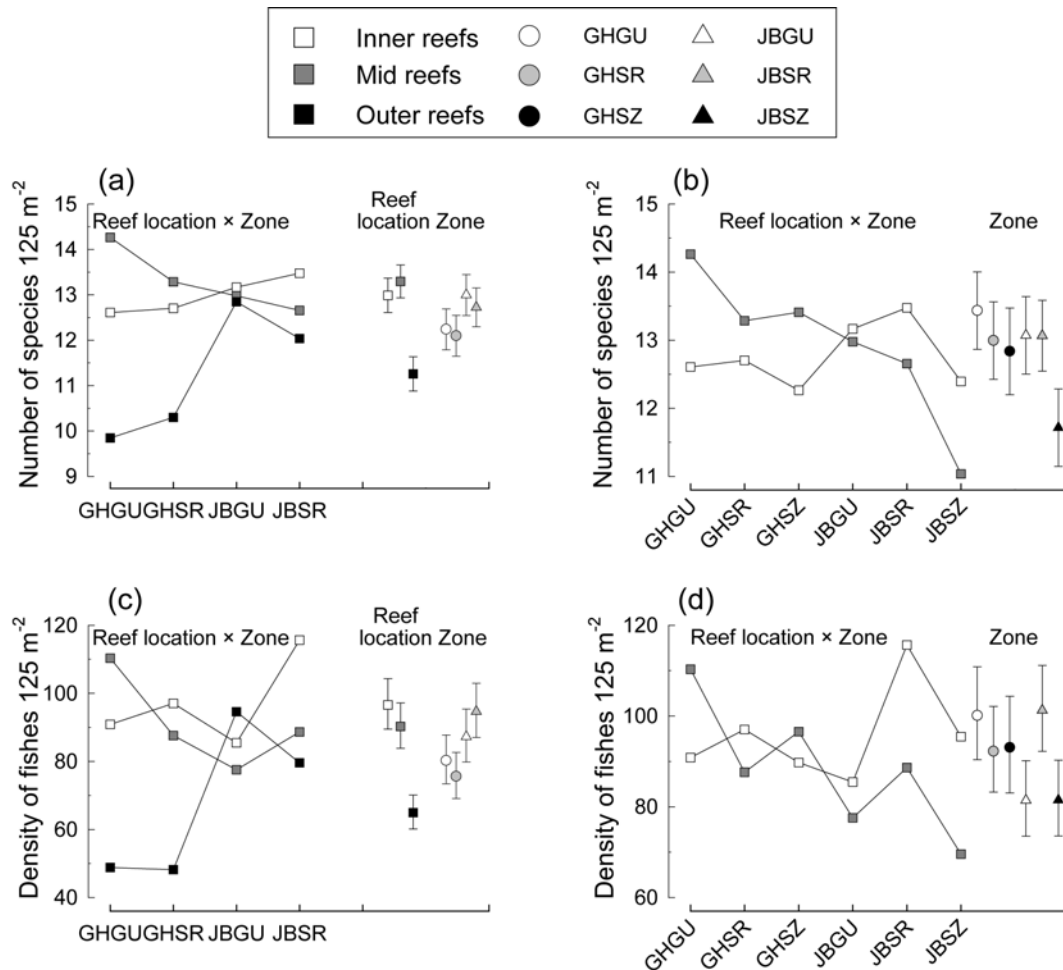 Inner reefs GHGU JBGU
Mid reefs GHSR JBSR
Outer reefs GHSZ JBSZ
(a)
Reef location × Zone
Reef
location Zone
Number of species 125 m⁻²
15
14
13
12
11
10
9
GHGU GHSR JBGU JBSR
(b)
Reef location × Zone Zone
Number of species 125 m⁻²
15
14
13
12
11
GHGU GHSR GHSZ JBGU JBSR JBSZ
(c)
Reef location × Zone
Reef
location Zone
Density of fishes 125 m⁻²
120
100
80
60
40
GHGU GHSR JBGU JBSR
(d)
Reef location × Zone Zone
Density of fishes 125 m⁻²
120
100
80
60
GHGU GHSR GHSZ JBGU JBSR JBSZ